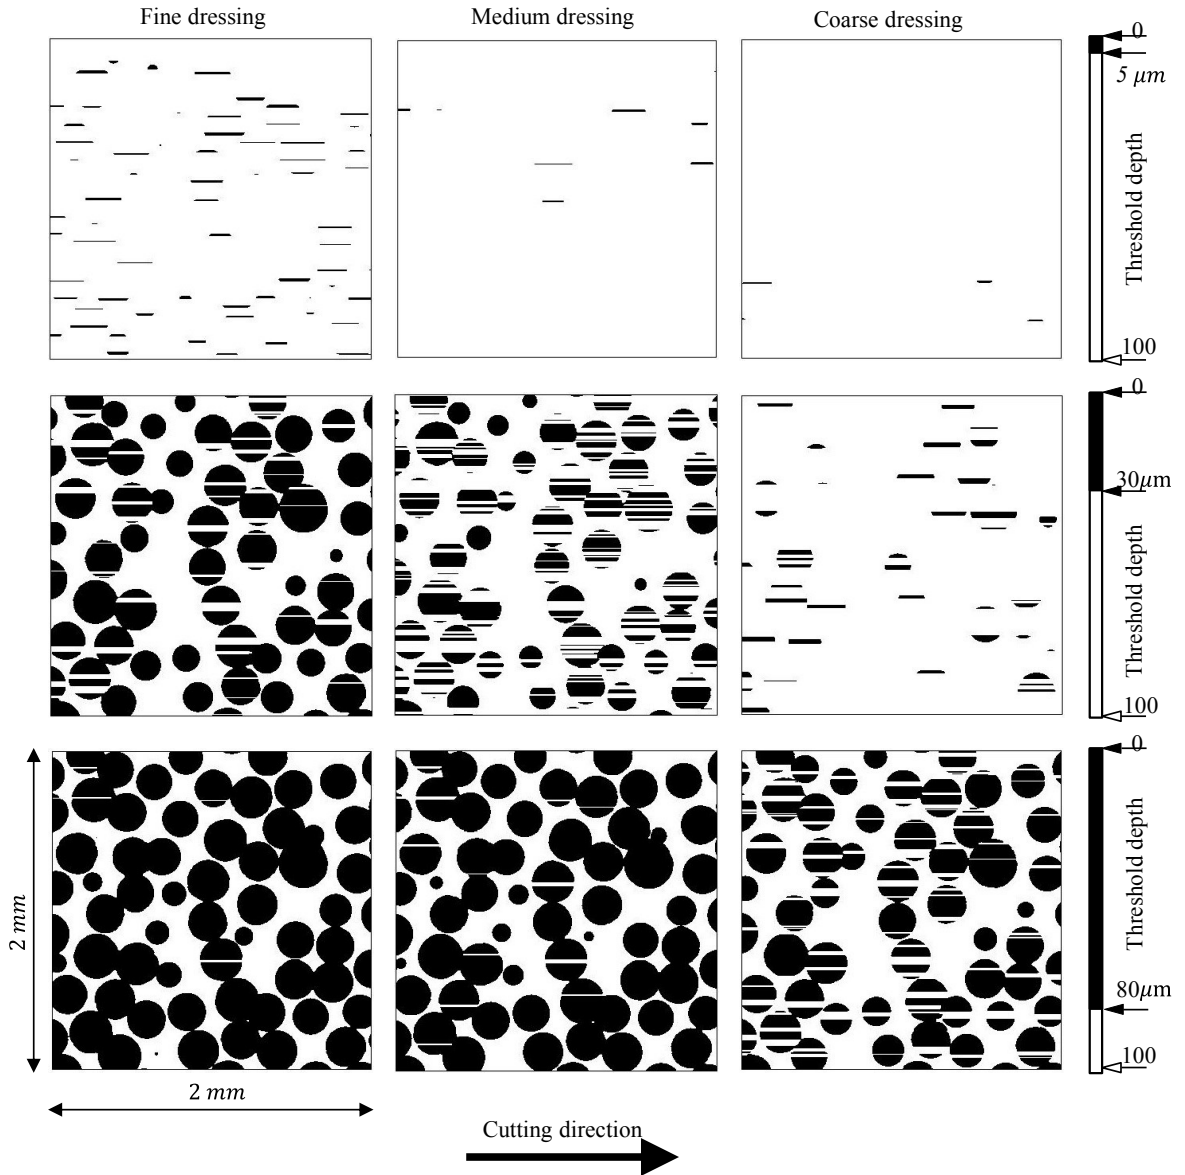 Fine dressing
Medium dressing
Coarse dressing
0
5 μm
Threshold depth
100
0
30μm
Threshold depth
100
0
Threshold depth
80μm
100
2 mm
2 mm
Cutting direction